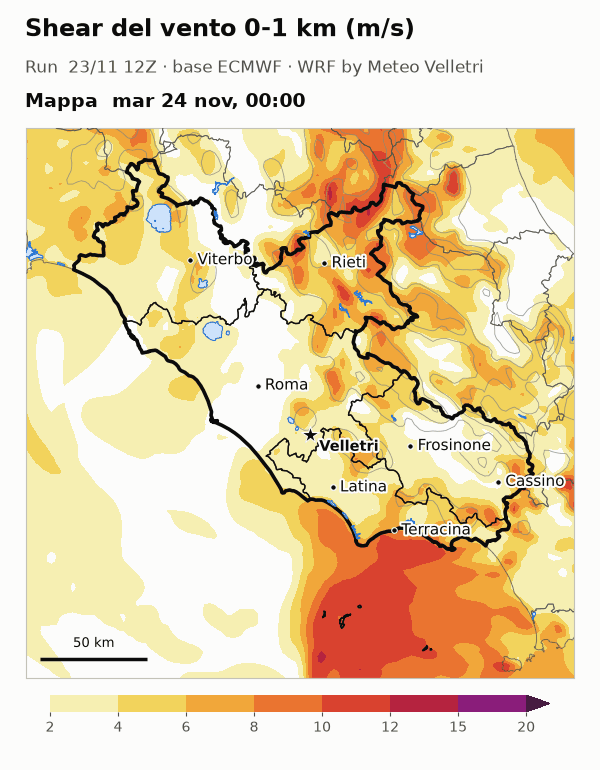 Shear del vento 0-1 km (m/s)
Run 23/11 12Z · base ECMWF · WRF by Meteo Velletri
Mappa mar 24 nov, 00:00
Viterbo
Rieti
Roma
Velletri
Frosinone
Cassino
Latina
Terracina
50 km
2 4 6 8 10 12 15 20